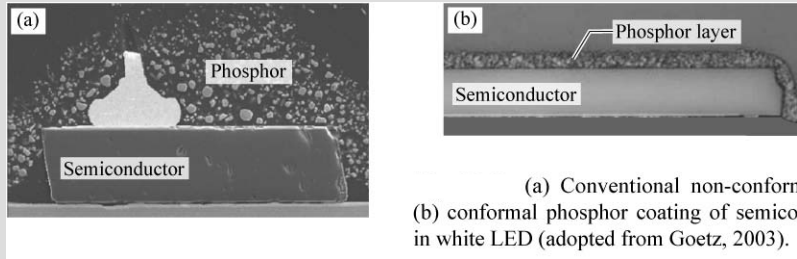 (a)
Phosphor
Semiconductor
(b)
Phosphor layer
Semiconductor
(a) Conventional non-conform
(b) conformal phosphor coating of semico
in white LED (adopted from Goetz, 2003).